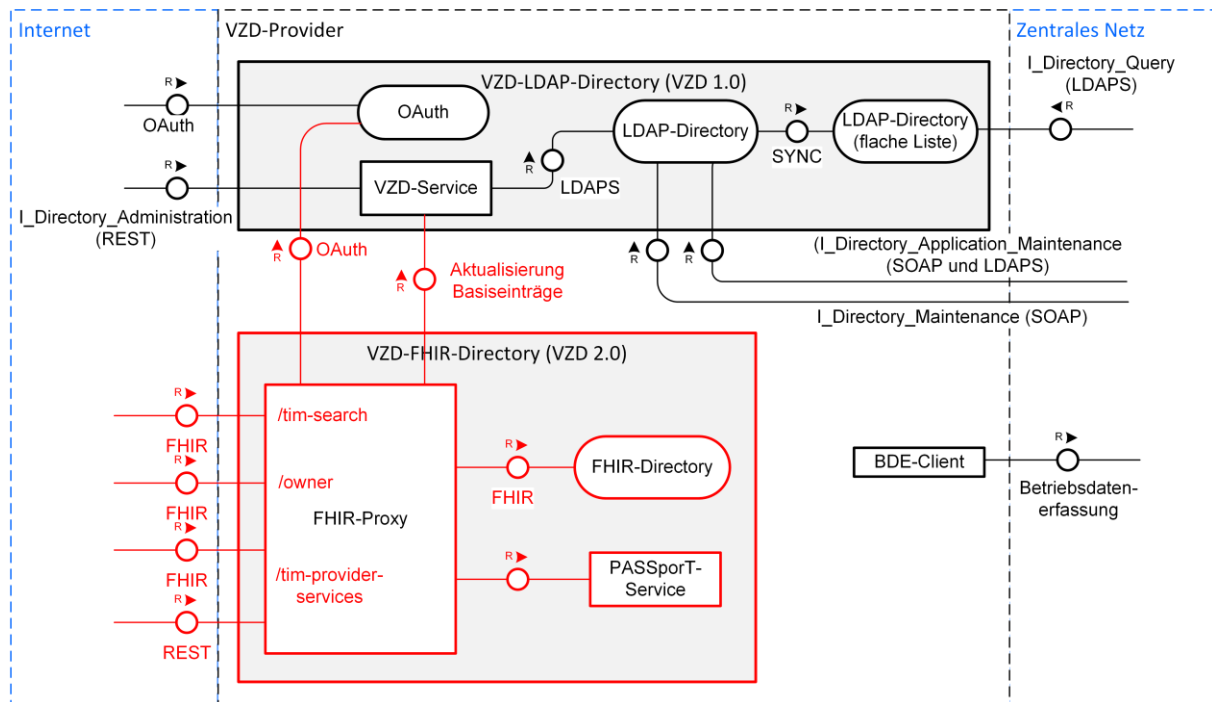 Internet
VZD-Provider
Zentrales Netz
VZD-LDAP-Directory (VZD 1.0)
I_Directory_Query
(LDAPS)
R
R
R
OAuth
OAuth
LDAP-Directory
SYNC
LDAP-Directory
(flache Liste)
R
I_Directory_Administration
(REST)
VZD-Service
R
LDAPS
R
OAuth
R
Aktualisierung
Basiseinträge
R
R
(I_Directory_Application_Maintenance
(SOAP und LDAPS)
I_Directory_Maintenance (SOAP)
VZD-FHIR-Directory (VZD 2.0)
R
FHIR
/tim-search
R
FHIR
/owner
R
FHIR
FHIR-Proxy
/tim-provider-
services
R
REST
R
FHIR
FHIR-Directory
R
PASSporT-
Service
BDE-Client
R
Betriebsdaten-
erfassung